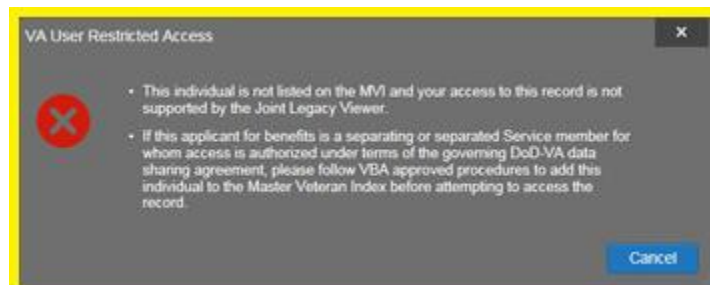 VA User Restricted Access
x
• This individual is not listed on the MVI and your access to this record is not
supported by the Joint Legacy Viewer.
• If this applicant for benefits is a separating or separated Service member for
whom access is authorized under terms of the governing DoD-VA data
sharing agreement, please follow VBA approved procedures to add this
individual to the Master Veteran Index before attempting to access the
record.
Cancel